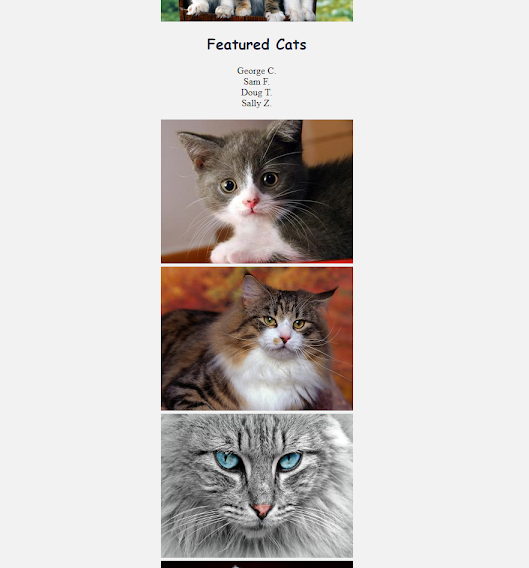 Featured Cats
George C.
Sam F.
Doug T.
Sally Z.